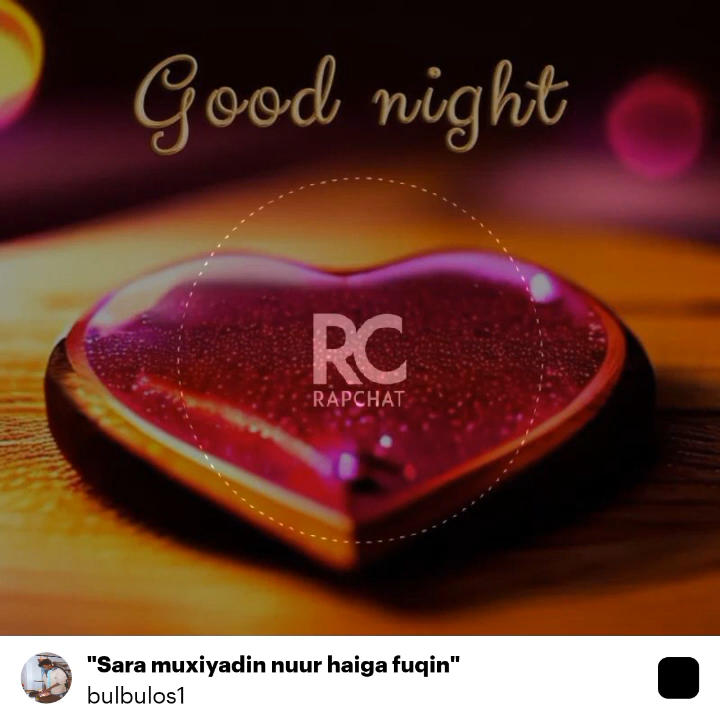 Good night
RC
RAPCHAT
"Sara muxiyadin nuur haiga fuqin"
bulbulos1